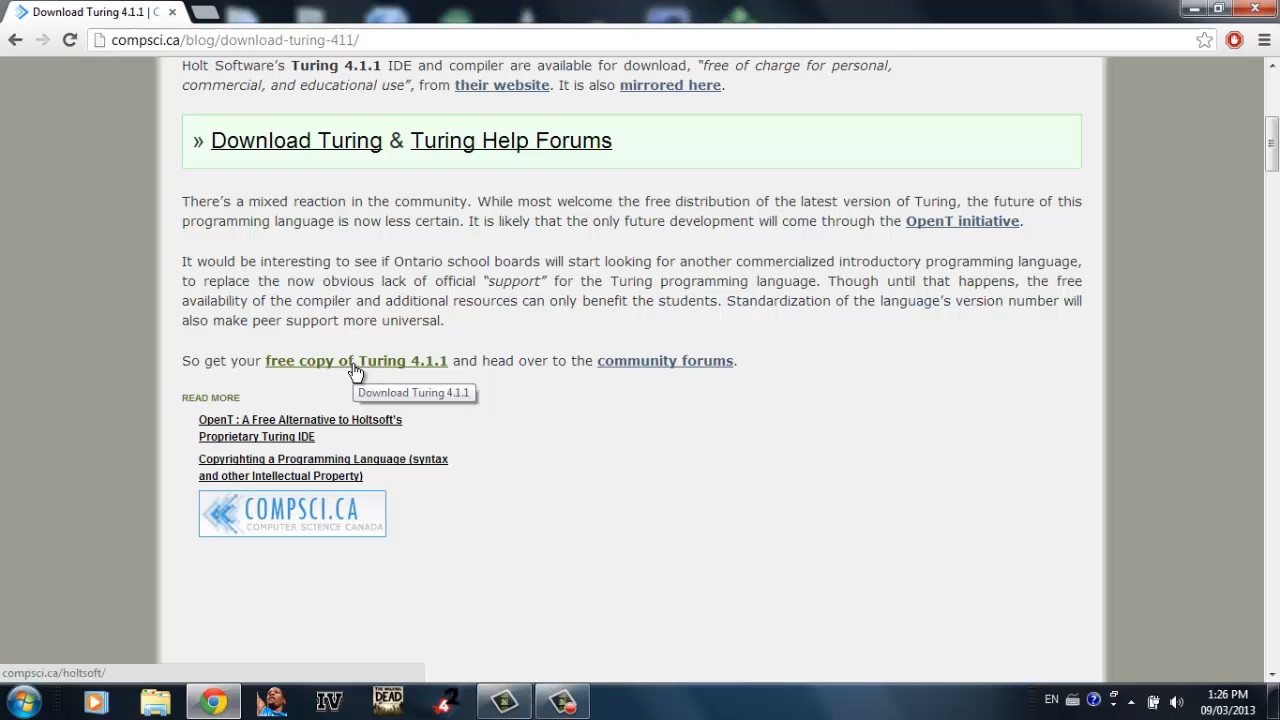 Download Turing 4.1.1 | C
compsci.ca/blog/download-turing-411/
Holt Software's Turing 4.1.1 IDE and compiler are available for download, "free of charge for personal,
commercial, and educational use", from their website. It is also mirrored here.
» Download Turing & Turing Help Forums
There's a mixed reaction in the community. While most welcome the free distribution of the latest version of Turing, the future of this
programming language is now less certain. It is likely that the only future development will come through the OpenT initiative.
It would be interesting to see if Ontario school boards will start looking for another commercialized introductory programming language,
to replace the now obvious lack of official "support" for the Turing programming language. Though until that happens, the free
availability of the compiler and additional resources can only benefit the students. Standardization of the language's version number will
also make peer support more universal.
So get your free copy of Turing 4.1.1 and head over to the community forums.
Download Turing 4.1.1
READ MORE
OpenT : A Free Alternative to Holtsoft's
Proprietary Turing IDE
Copyrighting a Programming Language (syntax
and other Intellectual Property)
COMPSCI.CA
COMPUTER SCIENCE CANADA
compsci.ca/holtsoft/
IV
THE WALKING
DEAD
2
EN
1:26 PM
09/03/2013